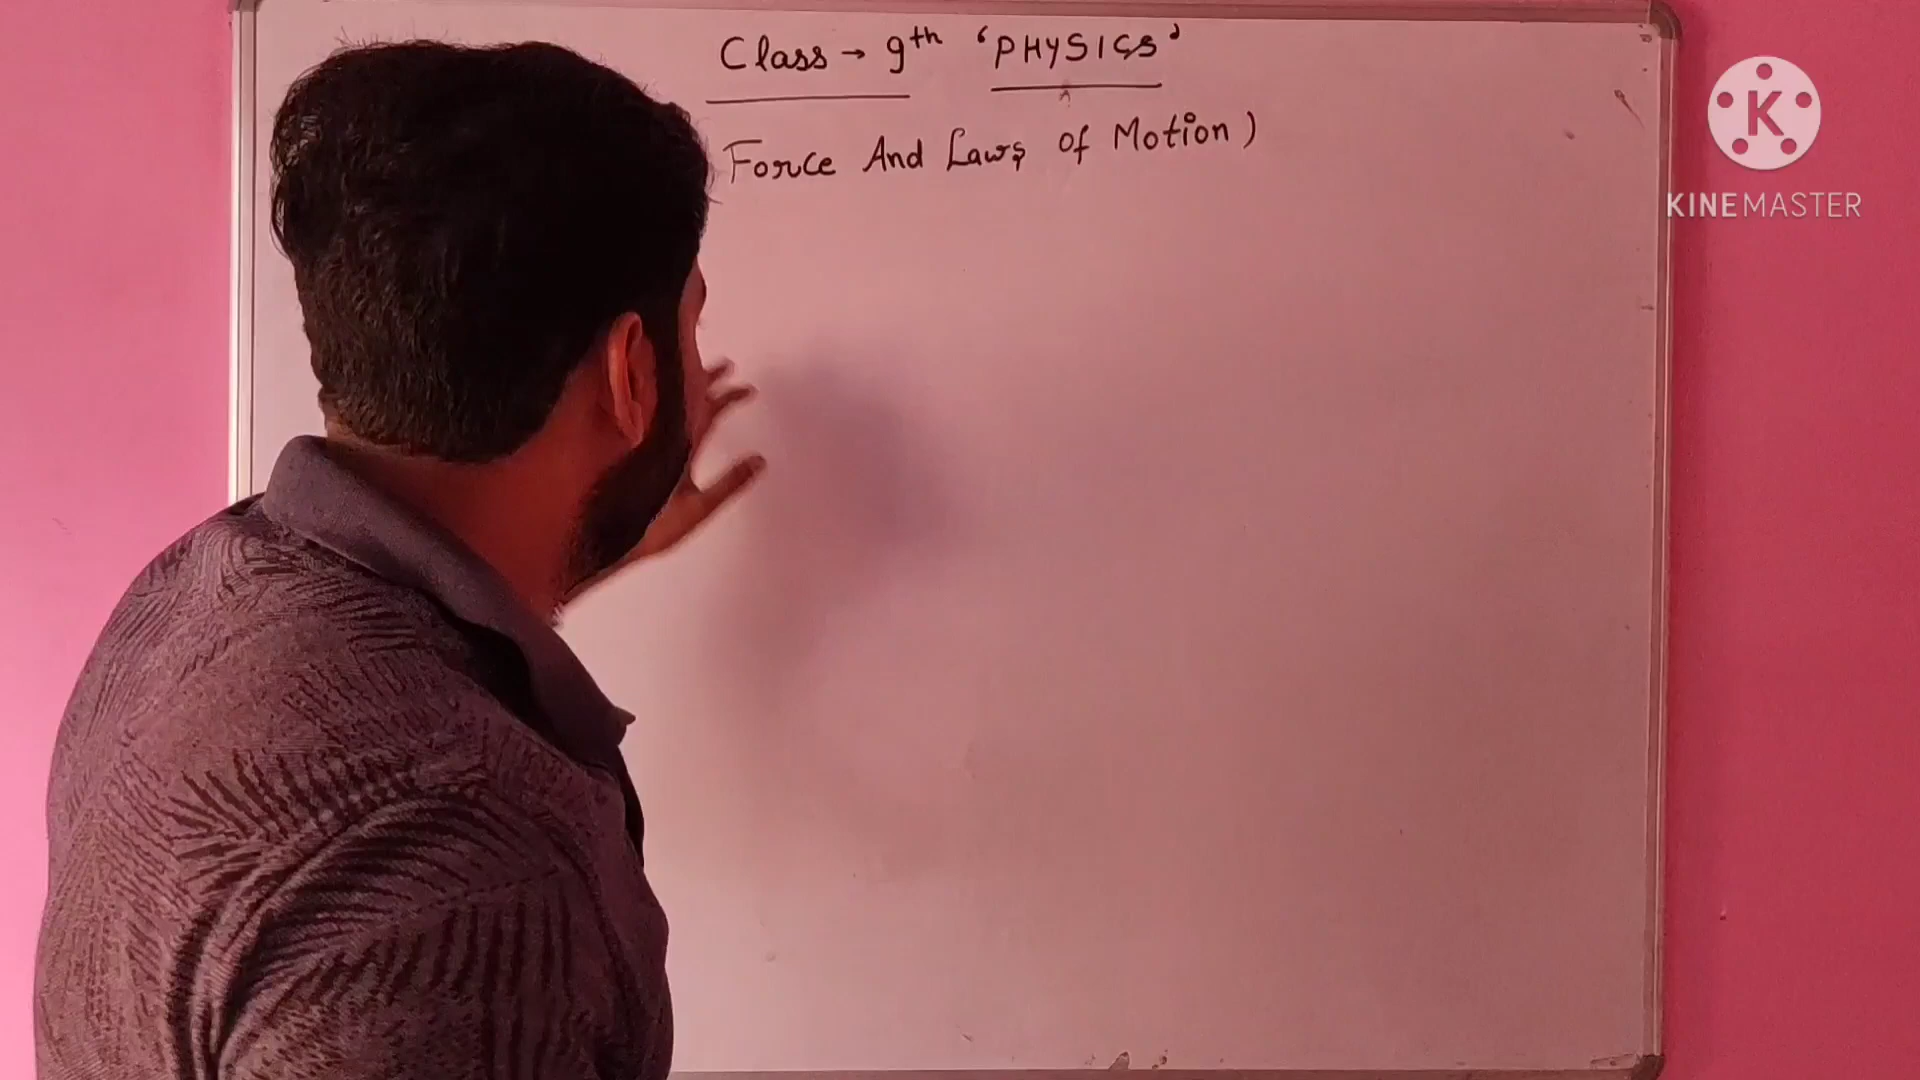 Class → 9th 'PHYSICS'
Force And Laws of Motion)
K
KINEMASTER